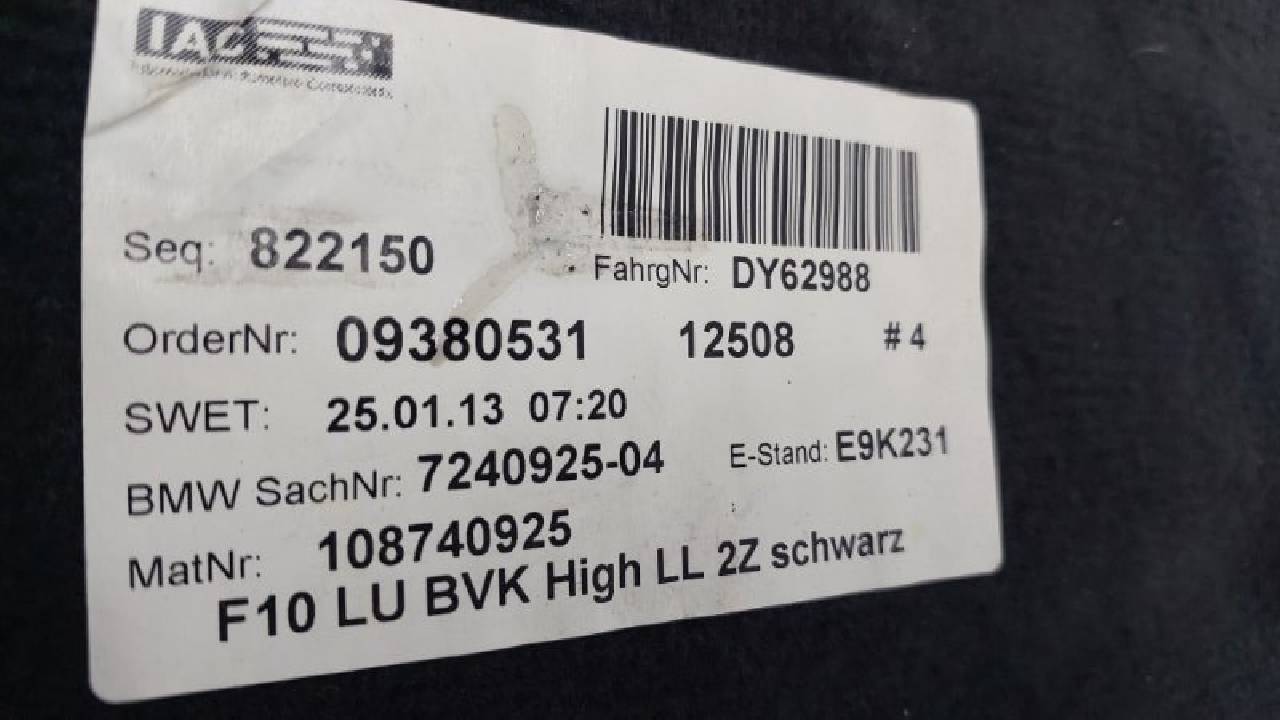 IAC
Seq: 822150
FahrgNr: DY62988
OrderNr: 09380531 12508 #4
SWET: 25.01.13 07:20
BMW SachNr: 7240925-04 E-Stand: E9K231
MatNr: 108740925
F10 LU BVK High LL 2Z schwarz